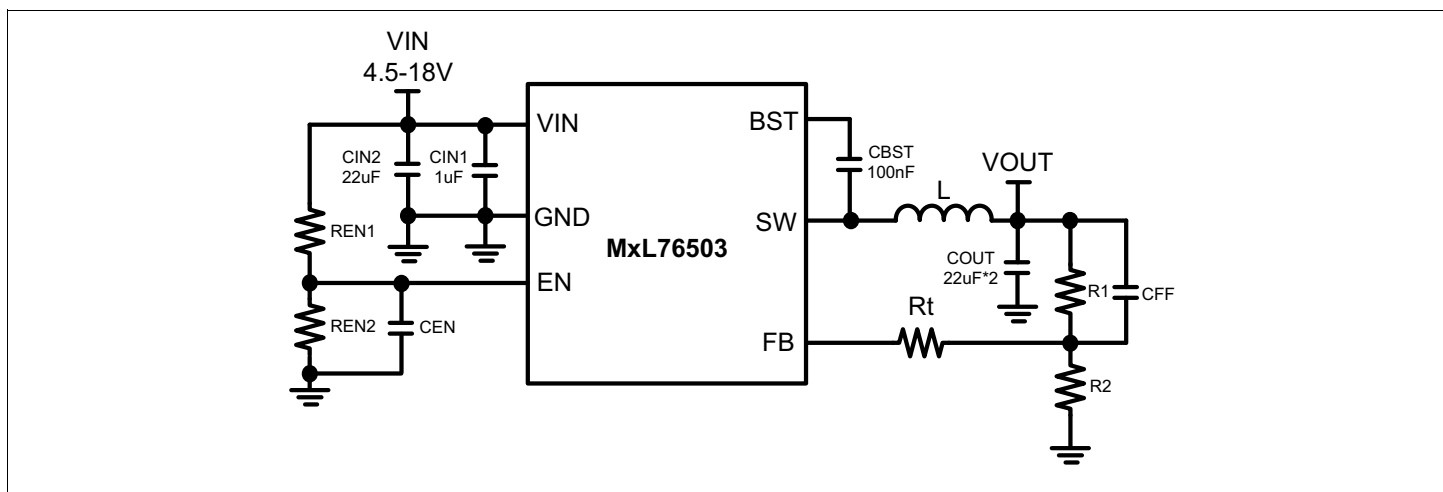 VIN
4.5-18V
VIN
BST
CIN2
22uF
CIN1
1uF
CBST
100nF
VOUT
L
GND
SW
REN1
MxL76503
COUT
22uF*2
R1
CFF
EN
Rt
REN2
CEN
FB
R2